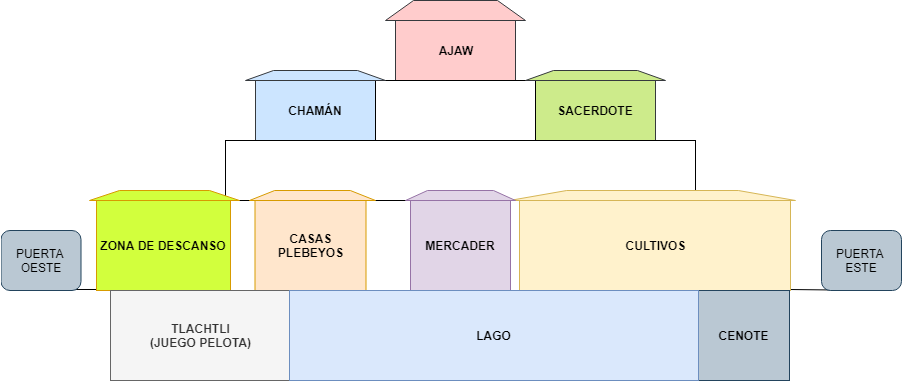 AJAW
CHAMÁN
SACERDOTE
ZONA DE DESCANSO
CASAS
PLEBEYOS
MERCADER
CULTIVOS
PUERTA
OESTE
PUERTA
ESTE
TLACHTLI
(JUEGO PELOTA)
LAGO
CENOTE